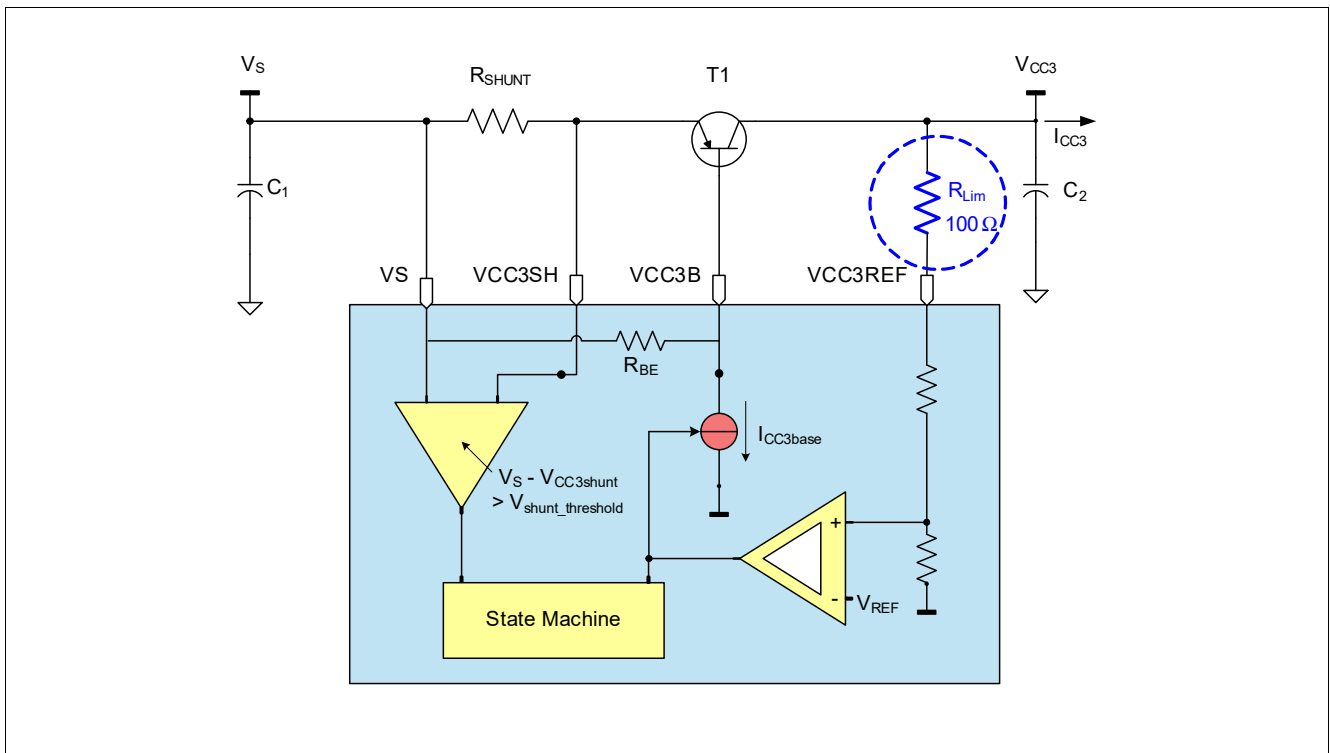 VS
RSHUNT
T1
VCC3
ICC3
C1
RLim
100 Ω
C2
VS
VCC3SH
VCC3B
VCC3REF
RBE
ICC3base
VS - VCC3shunt
> Vshunt_threshold
+
-
VREF
State Machine